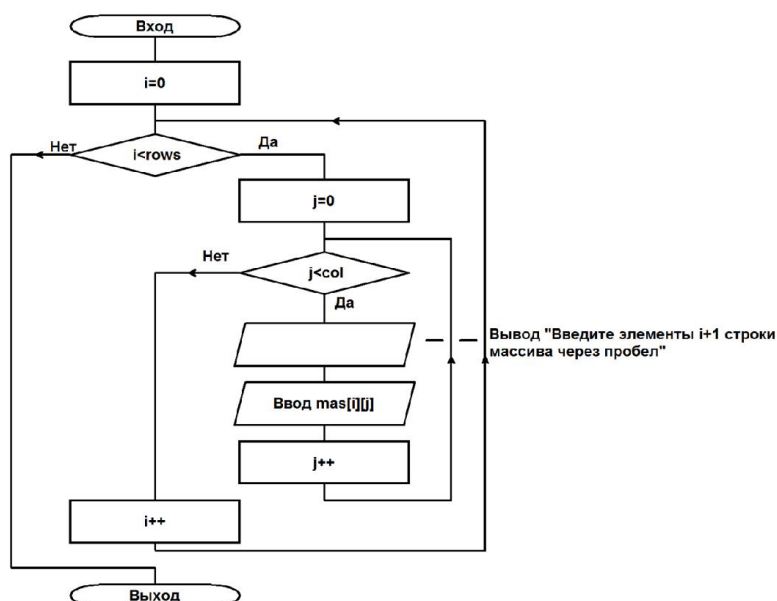 Вход
i=0
Нет
i<rows
Да
j=0
Нет
j<col
Да
Вывод "Введите элементы i+1 строки
массива через пробел"
Ввод mas[i][j]
j++
i++
Выход